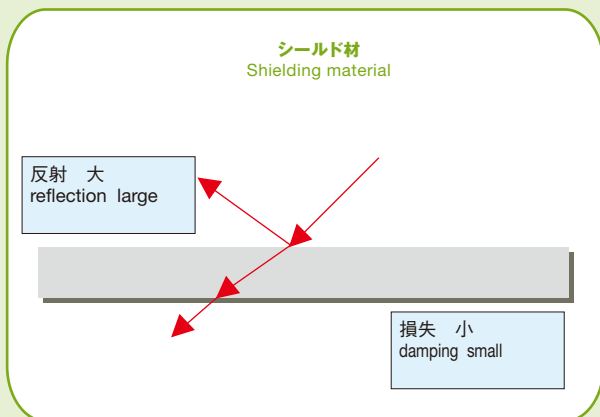 シールド材
Shielding material
反射　大
reflection large
損失　小
damping small